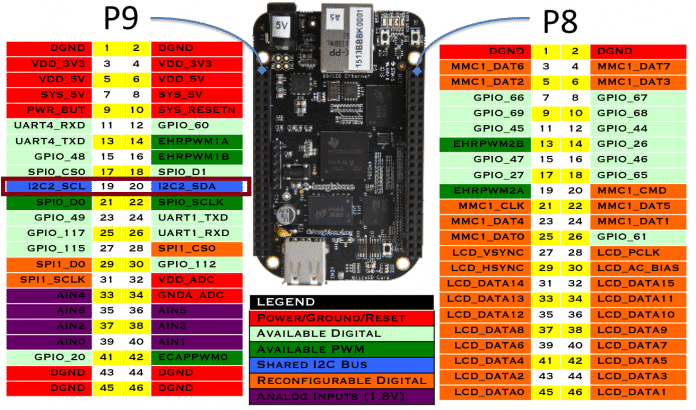 P9
P8
DGND 1 2 DGND
VDD_3V3 3 4 VDD_3V3
VDD_5V 5 6 VDD_5V
SYS_5V 7 8 SYS_5V
PWR_BUT 9 10 SYS_RESETN
UART4_RXD 11 12 GPIO_60
UART4_TXD 13 14 EHRPWM1A
GPIO_48 15 16 EHRPWM1B
SPI0_CS0 17 18 SPI0_D1
I2C2_SCL 19 20 I2C2_SDA
SPI0_D0 21 22 SPI0_SCLK
GPIO_49 23 24 UART1_TXD
GPIO_117 25 26 UART1_RXD
GPIO_115 27 28 SPI1_CS0
SPI1_D0 29 30 GPIO_112
SPI1_SCLK 31 32 VDD_ADC
AIN4 33 34 GNDA_ADC
AIN6 35 36 AIN5
AIN2 37 38 AIN3
AIN0 39 40 AIN1
GPIO_20 41 42 ECAPPWM0
DGND 43 44 DGND
DGND 45 46 DGND
5V
A5
1513BBBK0001
LEGEND
Power/Ground/Reset
Available Digital
Available PWM
Shared I2C Bus
Reconfigurable Digital
Analog Inputs (1.8V)
DGND 1 2 DGND
MMC1_DAT6 3 4 MMC1_DAT7
MMC1_DAT2 5 6 MMC1_DAT3
GPIO_66 7 8 GPIO_67
GPIO_69 9 10 GPIO_68
GPIO_45 11 12 GPIO_44
EHRPWM2B 13 14 GPIO_26
GPIO_47 15 16 GPIO_46
GPIO_27 17 18 GPIO_65
EHRPWM2A 19 20 MMC1_CMD
MMC1_CLK 21 22 MMC1_DAT5
MMC1_DAT4 23 24 MMC1_DAT1
MMC1_DAT0 25 26 GPIO_61
LCD_VSYNC 27 28 LCD_PCLK
LCD_HSYNC 29 30 LCD_AC_BIAS
LCD_DATA14 31 32 LCD_DATA15
LCD_DATA13 33 34 LCD_DATA11
LCD_DATA12 35 36 LCD_DATA10
LCD_DATA8 37 38 LCD_DATA9
LCD_DATA6 39 40 LCD_DATA7
LCD_DATA4 41 42 LCD_DATA5
LCD_DATA2 43 44 LCD_DATA3
LCD_DATA0 45 46 LCD_DATA1